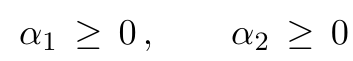 α₁ ≥ 0 , α₂ ≥ 0